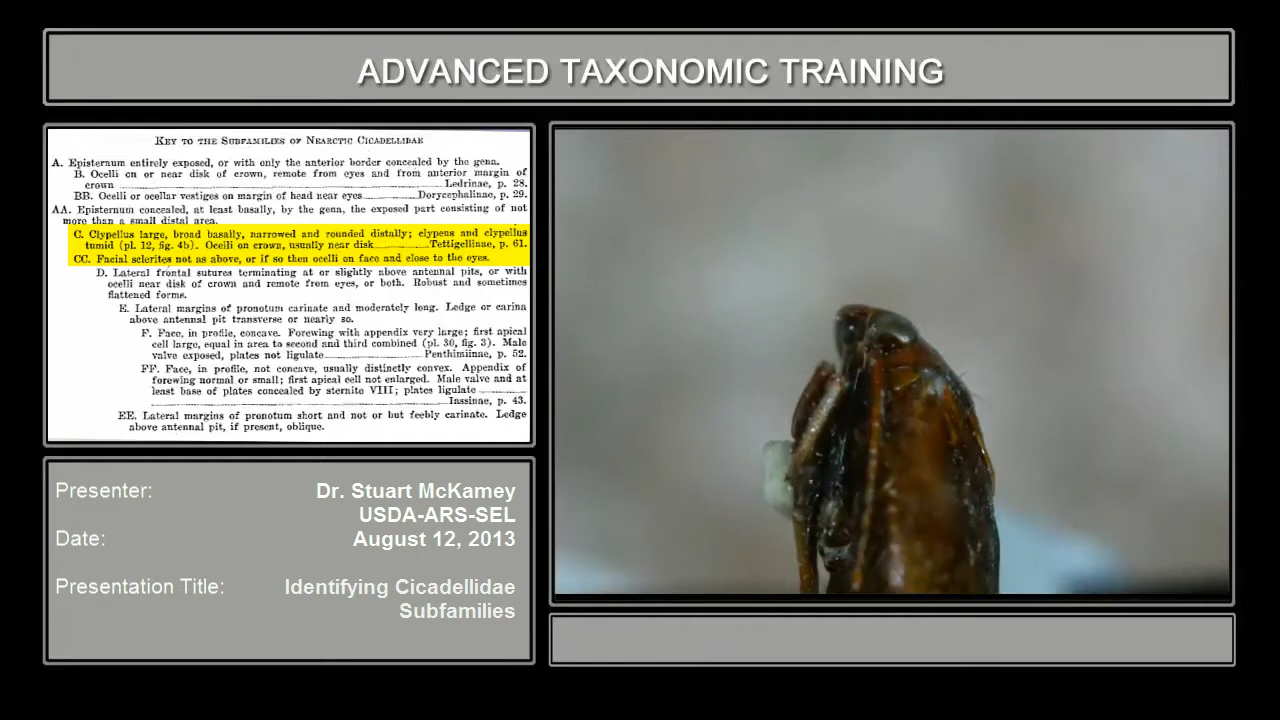 ADVANCED TAXONOMIC TRAINING
KEY TO THE SUBFAMILIES OF NEARCTIC CICADELLIDAE
A. Episternum entirely exposed, or with only the anterior border concealed by the gena.
B. Ocelli on or near disk of crown, remote from eyes and from anterior margin of
crown ____ Ledrinae, p. 28.
BB. Ocelli or ocellar vestiges on margin of head near eyes ____ Dorycephalinae, p. 29.
AA. Episternum concealed, at least basally, by the gena, the exposed part consisting of not
more than a small distal area.
C. Clypellus large, broad basally, narrowed and rounded distally; clypeus and clypellus
tumid (pl. 12, fig. 4b). Ocelli on crown, usually near disk ____ Tettigellinae, p. 61.
CC. Facial sclerites not as above, or if so then ocelli on face and close to the eyes.
D. Lateral frontal sutures terminating at or slightly above antennal pits, or with
ocelli near disk of crown and remote from eyes, or both. Robust and sometimes
flattened forms.
E. Lateral margins of pronotum carinate and moderately long. Ledge or carina
above antennal pit transverse or nearly so.
F. Face, in profile, concave. Forewing with appendix very large; first apical
cell large, equal in area to second and third combined (pl. 30, fig. 3). Male
valve exposed, plates not ligulate ____ Penthimiinae, p. 52.
FF. Face, in profile, not concave, usually distinctly convex. Appendix of
forewing normal or small; first apical cell not enlarged. Male valve and at
least base of plates concealed by sternite VIII; plates ligulate ____
____ Iassinae, p. 43.
EE. Lateral margins of pronotum short and not or but feebly carinate. Ledge
above antennal pit, if present, oblique.
Presenter: Dr. Stuart McKamey
USDA-ARS-SEL
Date: August 12, 2013
Presentation Title: Identifying Cicadellidae
Subfamilies